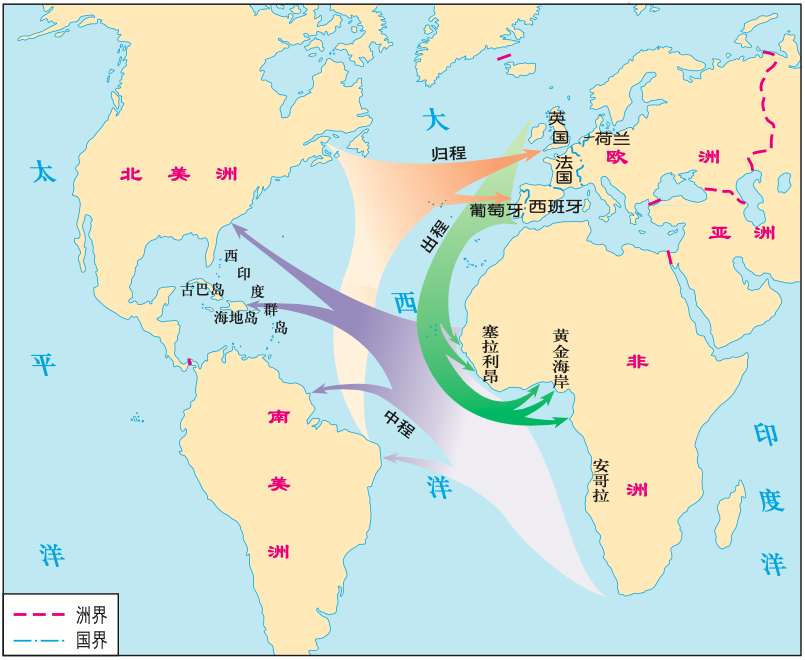 大
西
洋
太
平
洋
印
度
洋
北美洲
南
美
洲
欧洲
亚洲
非
洲
英
国
荷兰
法
国
葡萄牙
西班牙
归程
出程
中程
西
印
度
群
岛
古巴岛
海地岛
塞拉利昂
黄金海岸
安哥拉
洲界
国界